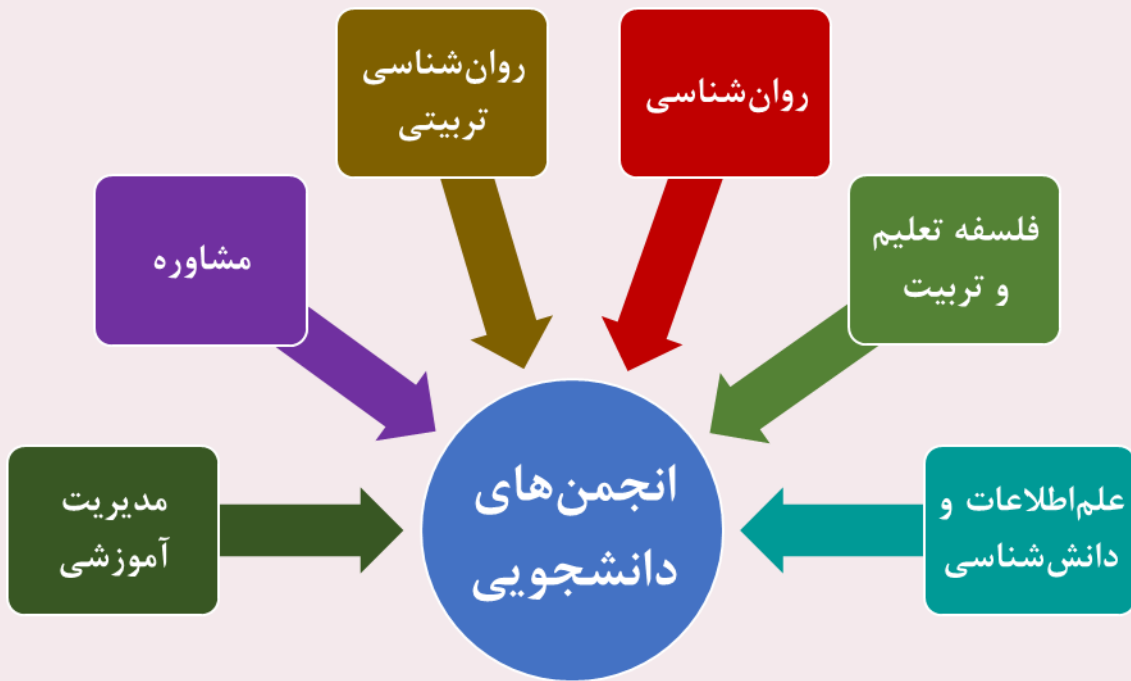 روان‌شناسی
روان‌شناسی
تربیتی
فلسفه تعلیم
و تربیت
مشاوره
علم‌اطلاعات و
دانش‌شناسی
انجمن‌های
دانشجویی
مدیریت
آموزشی